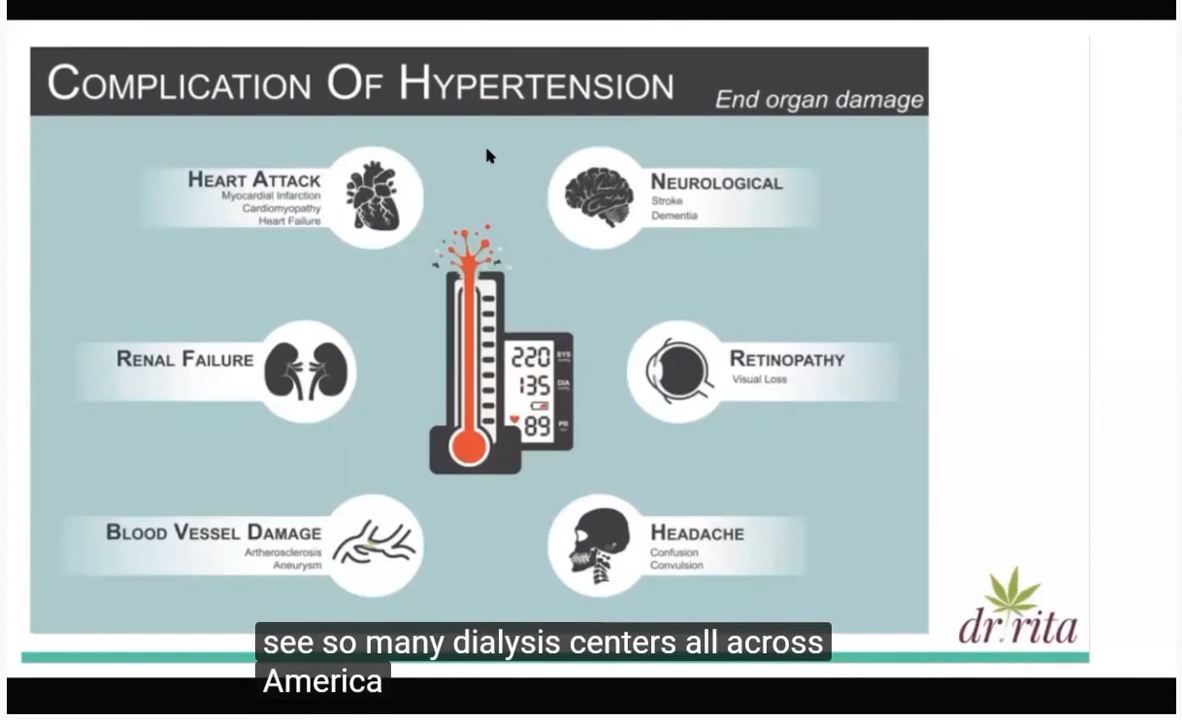 COMPLICATION OF HYPERTENSION
End organ damage
HEART ATTACK
Myocardial Infarction
Cardiomyopathy
Heart Failure
NEUROLOGICAL
Stroke
Dementia
RENAL FAILURE
220 SYS
135 DIA
89 PR
RETINOPATHY
Visual Loss
BLOOD VESSEL DAMAGE
Artherosclerosis
Aneurysm
HEADACHE
Confusion
Convulsion
dr. rita
see so many dialysis centers all across
America